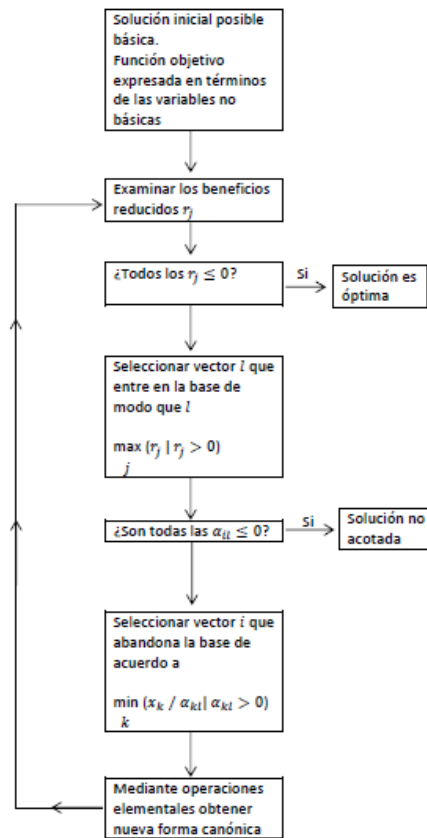 Solución inicial posible
básica.
Función objetivo
expresada en términos
de las variables no
básicas
Examinar los beneficios
reducidos r_j
¿Todos los r_j ≤ 0?
Si
Solución es
óptima
Seleccionar vector l que
entre en la base de
modo que l
max (r_j | r_j > 0)
j
¿Son todas las α_il ≤ 0?
Si
Solución no
acotada
Seleccionar vector i que
abandona la base de
acuerdo a
min (x_k / α_kl | α_kl > 0)
k
Mediante operaciones
elementales obtener
nueva forma canónica